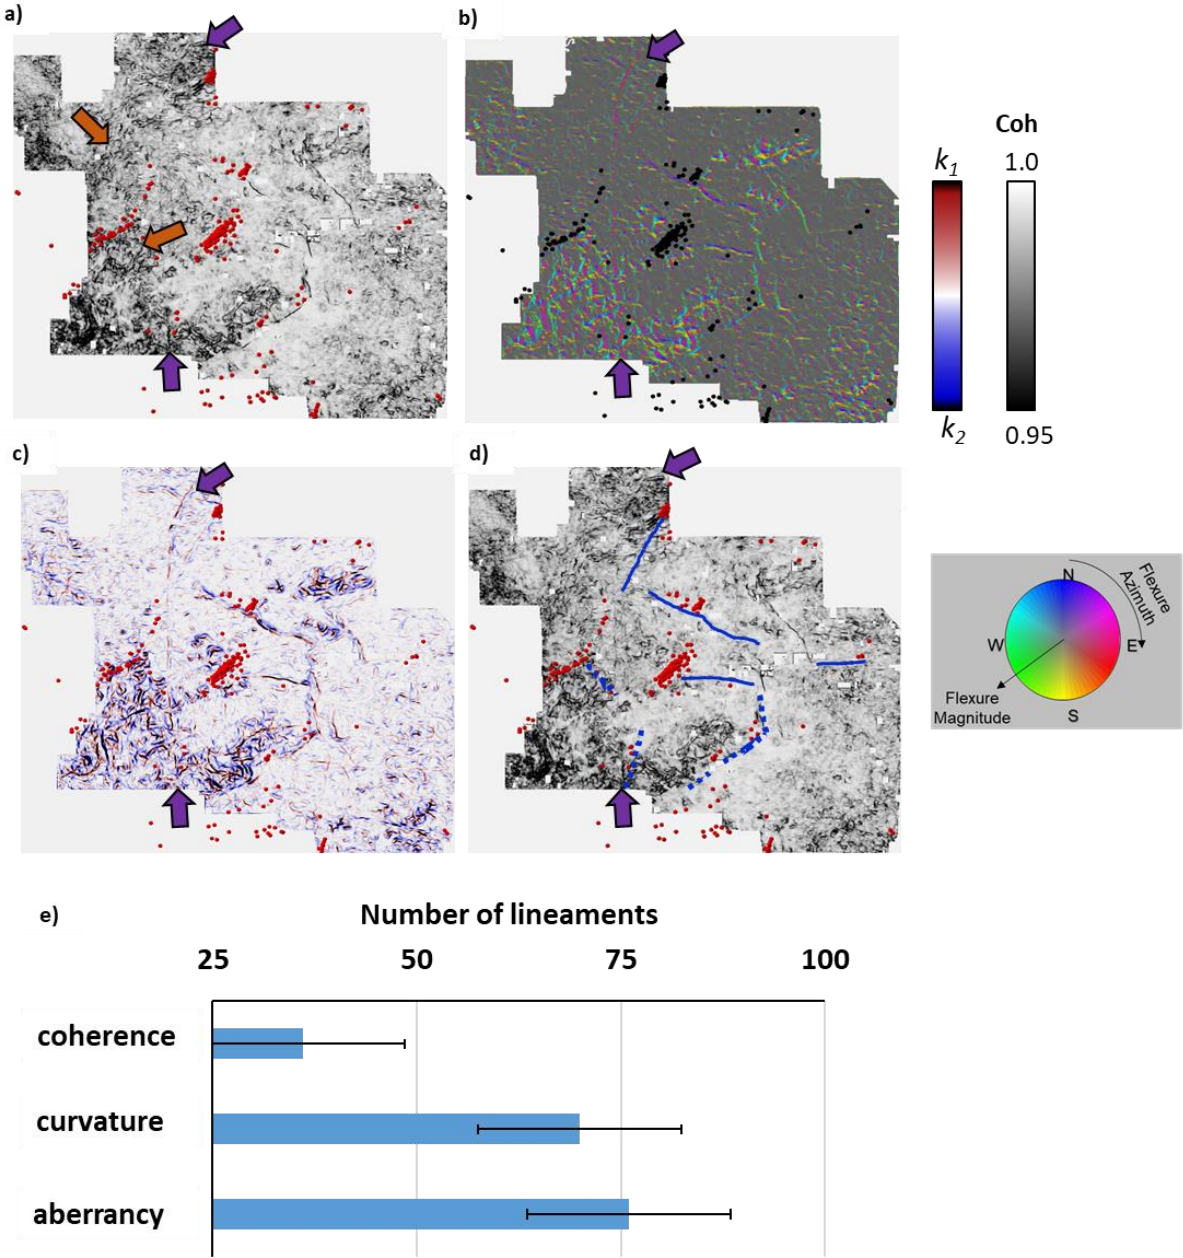 a)
b)
Coh
k1
1.0
k2
0.95
c)
d)
N
Flexure
Azimuth
W
E
Flexure
Magnitude
S
e)
Number of lineaments
25
50
75
100
coherence
curvature
aberrancy